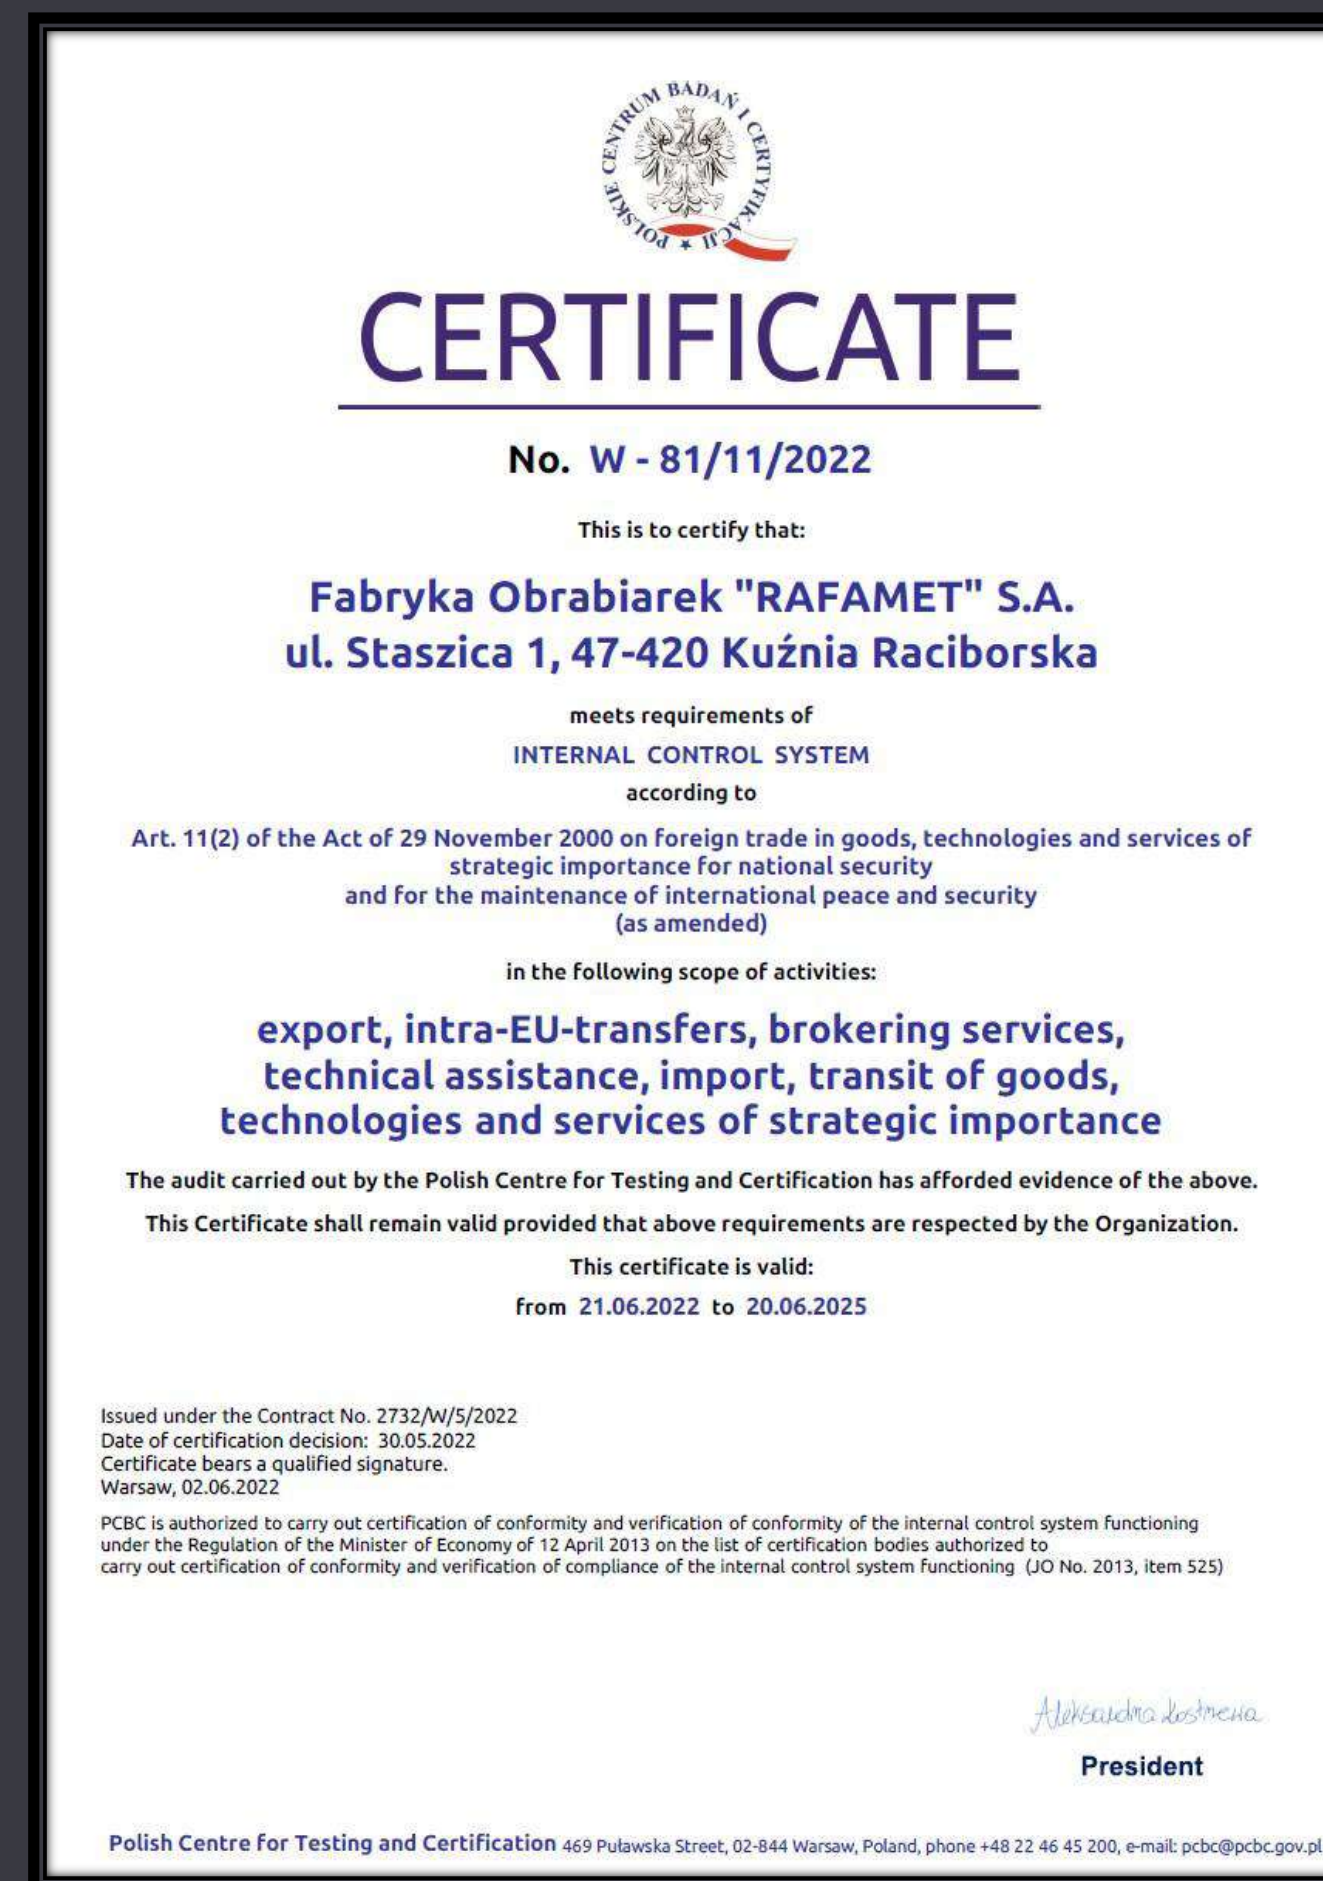 POLSKIE CENTRUM BADAŃ I CERTYFIKACJI
CERTIFICATE
No. W - 81/11/2022
This is to certify that:
Fabryka Obrabiarek "RAFAMET" S.A.
ul. Staszica 1, 47-420 Kuźnia Raciborska
meets requirements of
INTERNAL CONTROL SYSTEM
according to
Art. 11(2) of the Act of 29 November 2000 on foreign trade in goods, technologies and services of
strategic importance for national security
and for the maintenance of international peace and security
(as amended)
in the following scope of activities:
export, intra-EU-transfers, brokering services,
technical assistance, import, transit of goods,
technologies and services of strategic importance
The audit carried out by the Polish Centre for Testing and Certification has afforded evidence of the above.
This Certificate shall remain valid provided that above requirements are respected by the Organization.
This certificate is valid:
from 21.06.2022 to 20.06.2025
Issued under the Contract No. 2732/W/5/2022
Date of certification decision: 30.05.2022
Certificate bears a qualified signature.
Warsaw, 02.06.2022
PCBC is authorized to carry out certification of conformity and verification of conformity of the internal control system functioning
under the Regulation of the Minister of Economy of 12 April 2013 on the list of certification bodies authorized to
carry out certification of conformity and verification of compliance of the internal control system functioning (JO No. 2013, item 525)
Aleksandra
President
Polish Centre for Testing and Certification 469 Puławska Street, 02-844 Warsaw, Poland, phone +48 22 46 45 200, e-mail: pcbc@pcbc.gov.pl